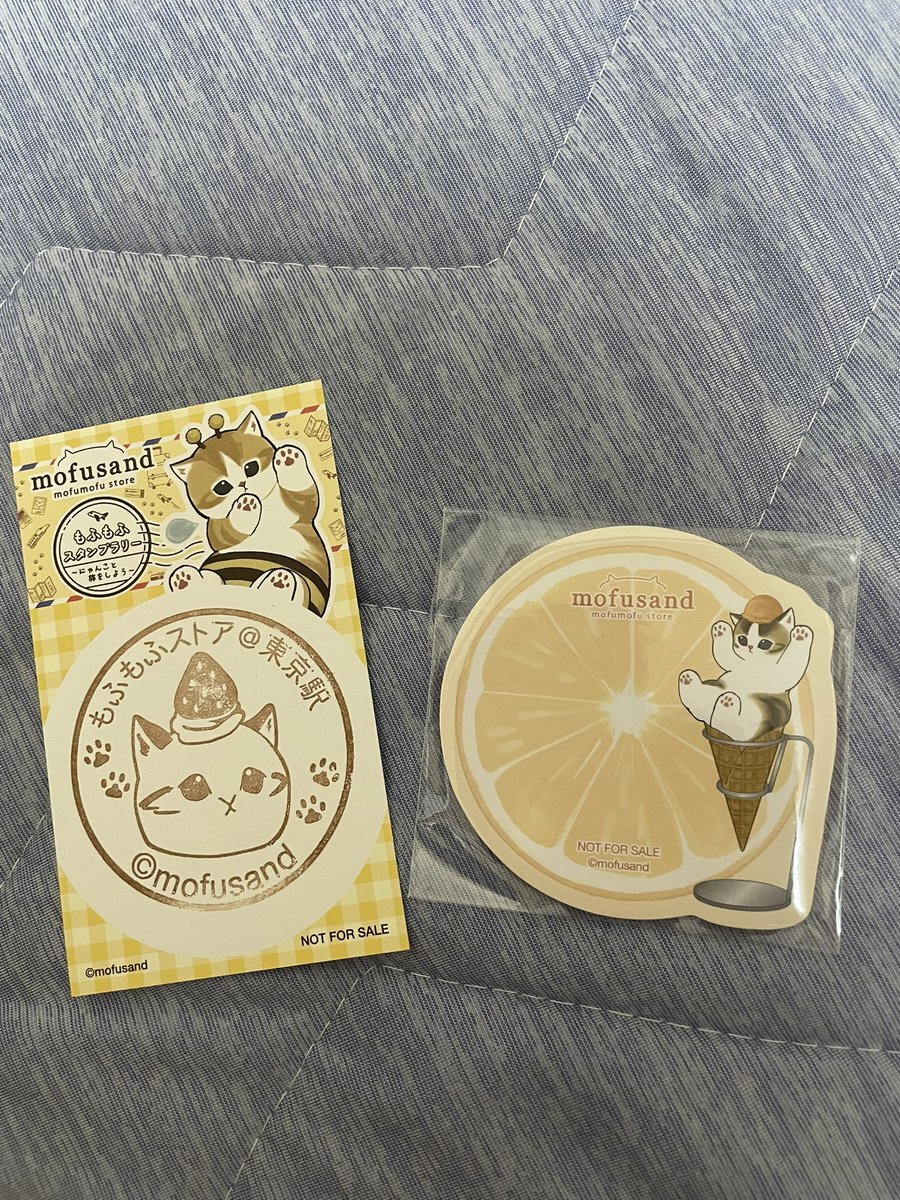 mofusand
mofumofu store
もふもふ
スタンプラリー
～にゃんこと
旅をしよう～
もふもふストア@東京駅
©mofusand
NOT FOR SALE
©mofusand
mofusand
mofumofu store
NOT FOR SALE
©mofusand